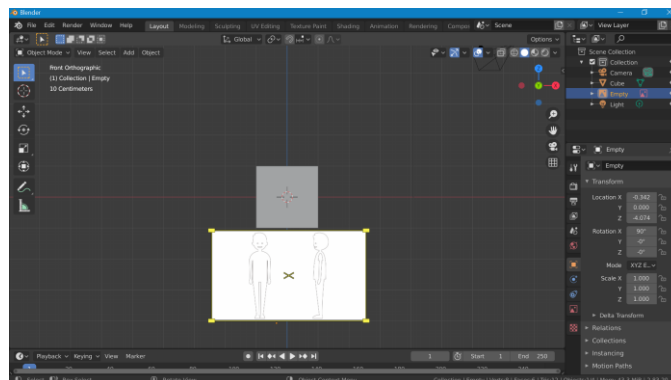 Blender
File Edit Render Window Help Layout Modeling Sculpting UV Editing Texture Paint Shading Animation Rendering Scene View Layer
Object Mode View Select Add Object Global Options
Front Orthographic
(1) Collection | Empty
10 Centimeters
Scene Collection
Collection
Camera
Cube
Empty
Light
Empty
Empty
Transform
Location X -0.342
Y 0.000
Z -4.074
Rotation X 90°
Y -0°
Z -0°
Mode XYZ E...
Scale X 1.000
Y 1.000
Z 1.000
Delta Transform
Relations
Collections
Instancing
Motion Paths
Playback Keying View Marker 1 Start 1 End 250